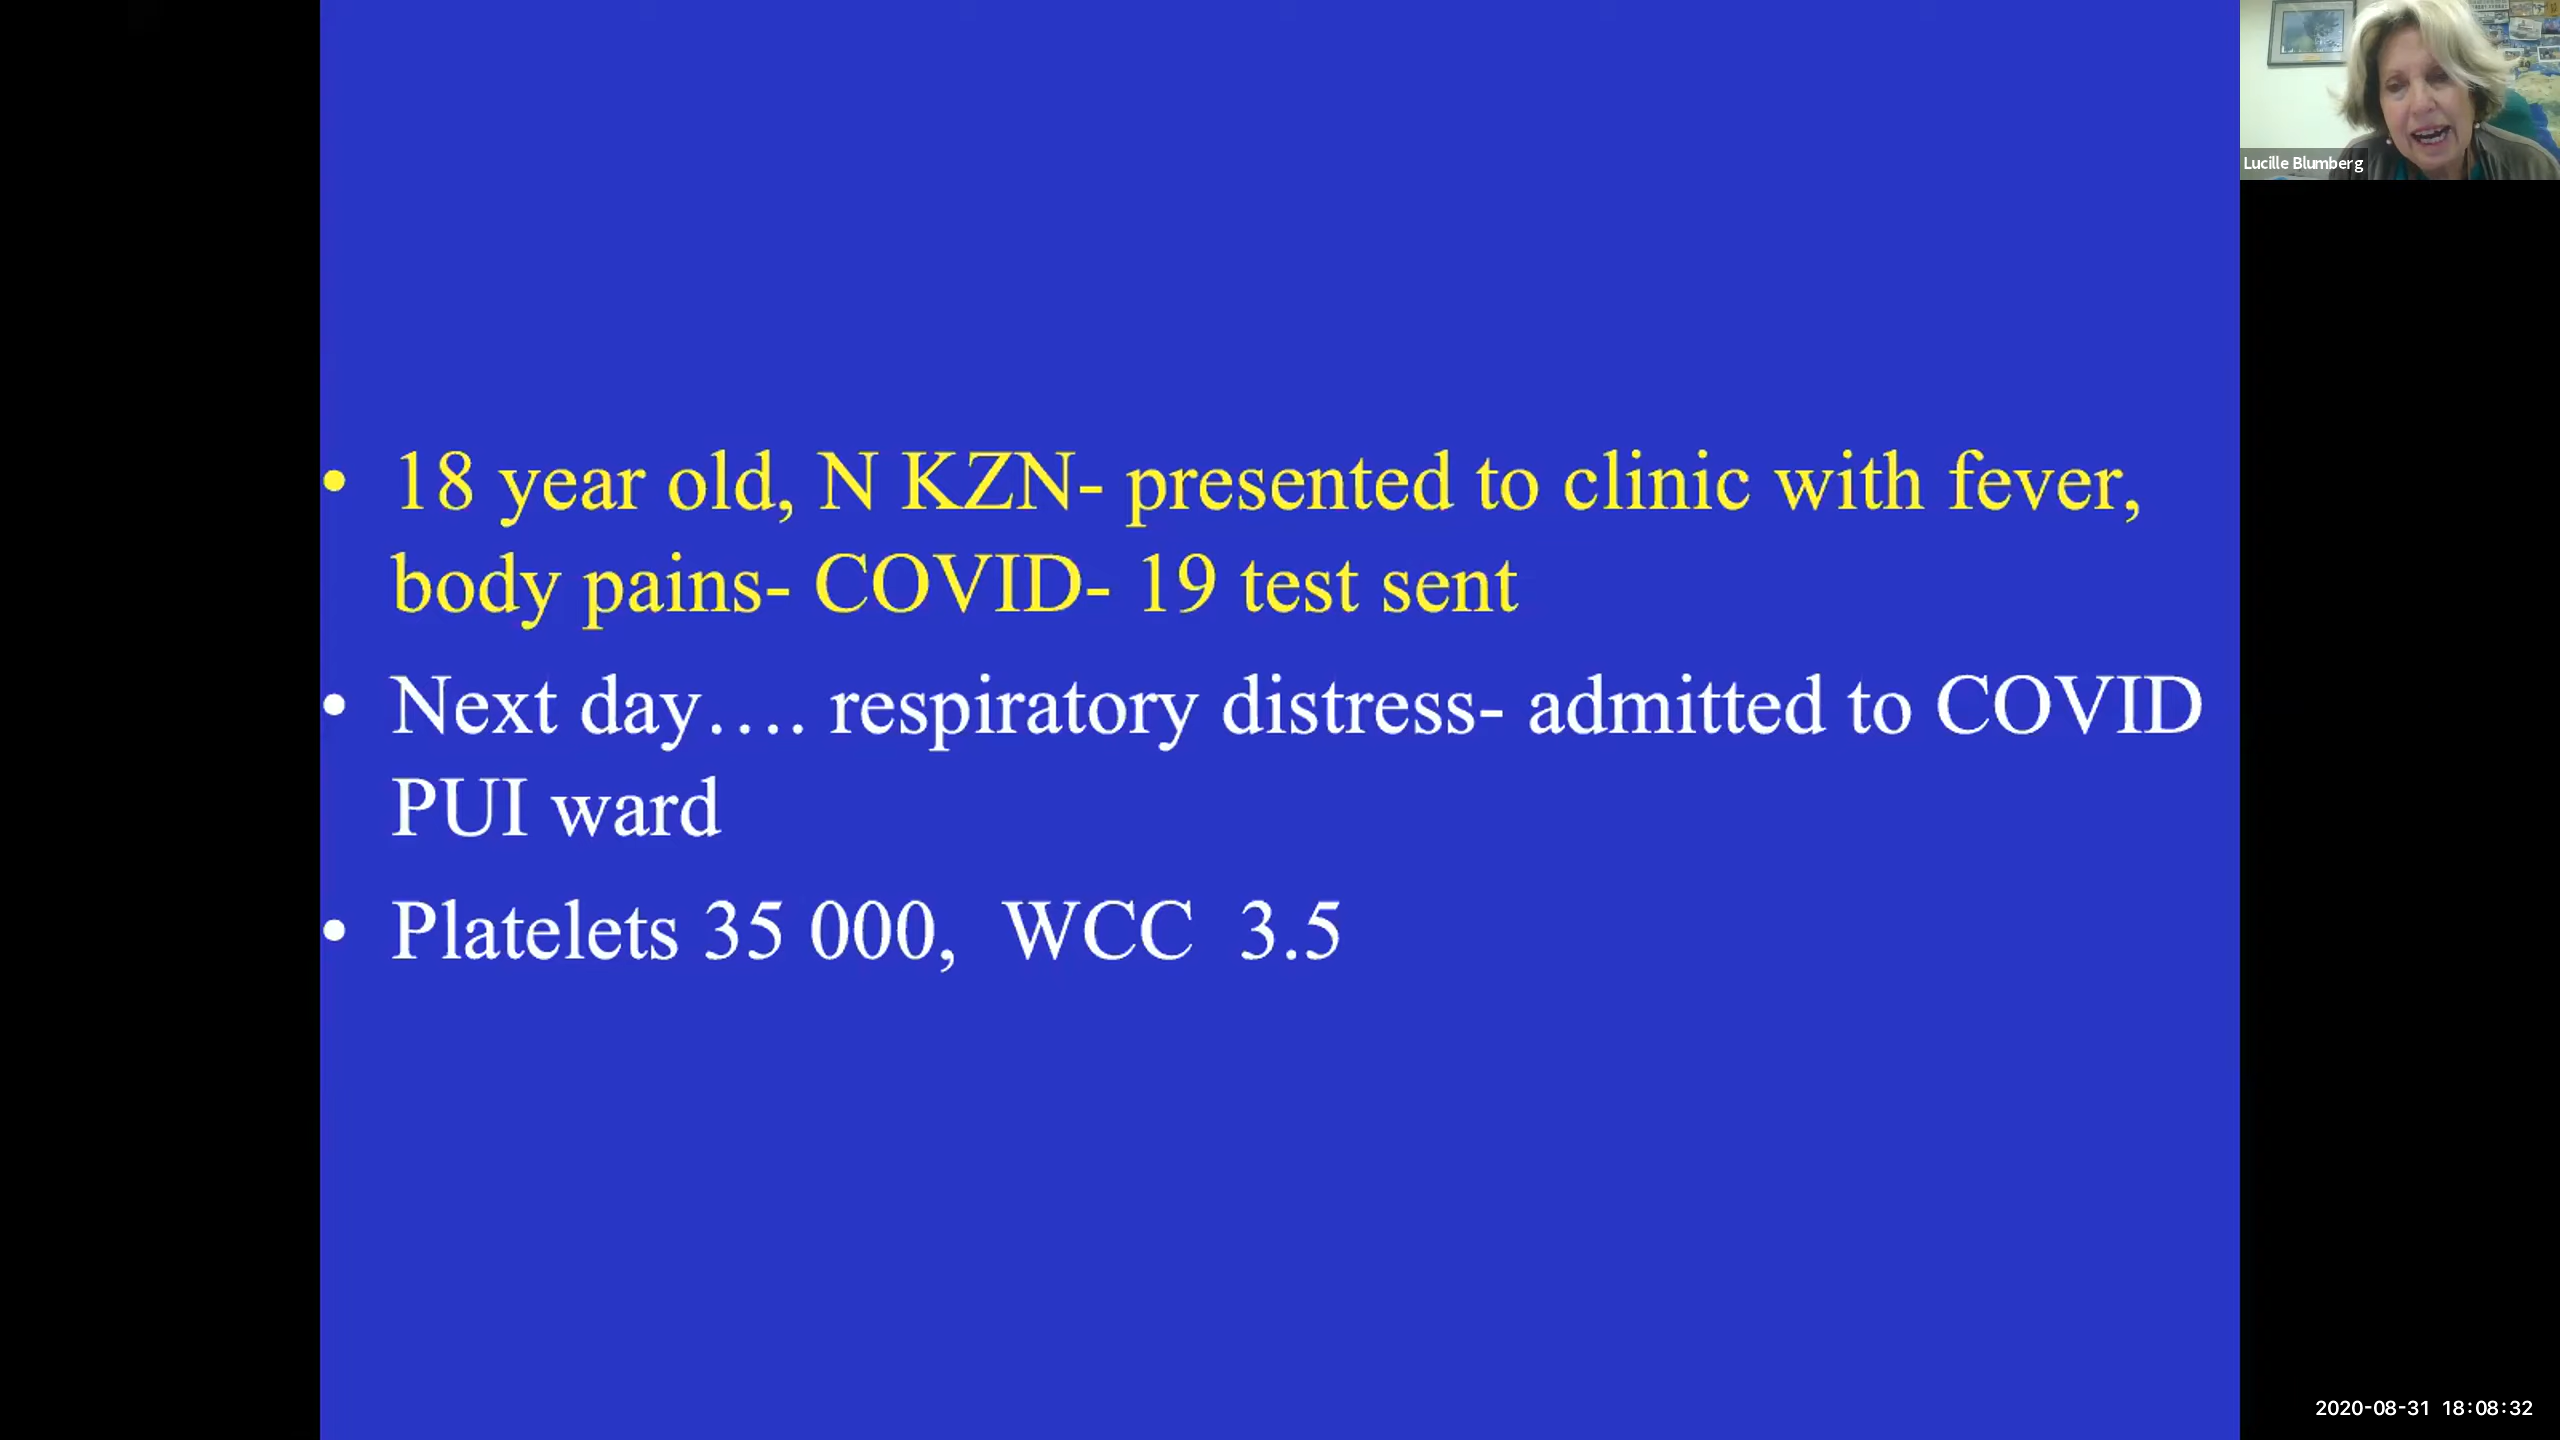 Lucille Blumberg
• 18 year old, N KZN- presented to clinic with fever,
body pains- COVID- 19 test sent
• Next day…. respiratory distress- admitted to COVID
PUI ward
• Platelets 35 000,  WCC  3.5
2020-08-31 18:08:32